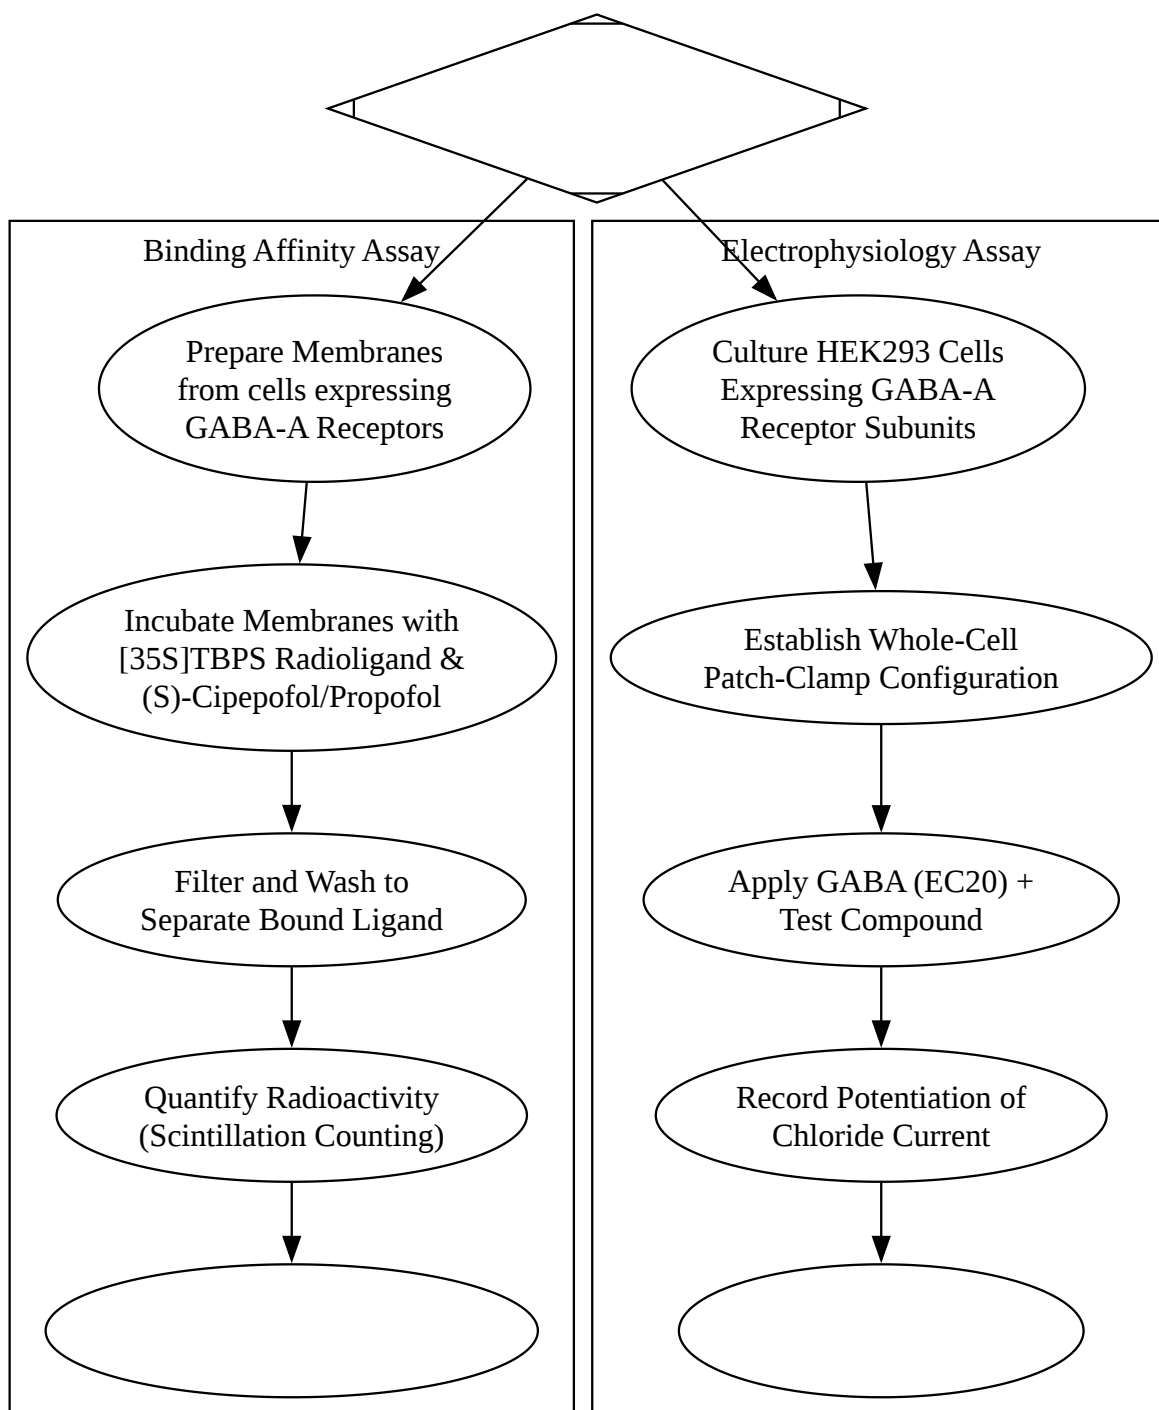 Binding Affinity Assay
Prepare Membranes
from cells expressing
GABA-A Receptors
Incubate Membranes with
[35S]TBPS Radioligand &
(S)-Cipepofol/Propofol
Filter and Wash to
Separate Bound Ligand
Quantify Radioactivity
(Scintillation Counting)
Electrophysiology Assay
Culture HEK293 Cells
Expressing GABA-A
Receptor Subunits
Establish Whole-Cell
Patch-Clamp Configuration
Apply GABA (EC20) +
Test Compound
Record Potentiation of
Chloride Current